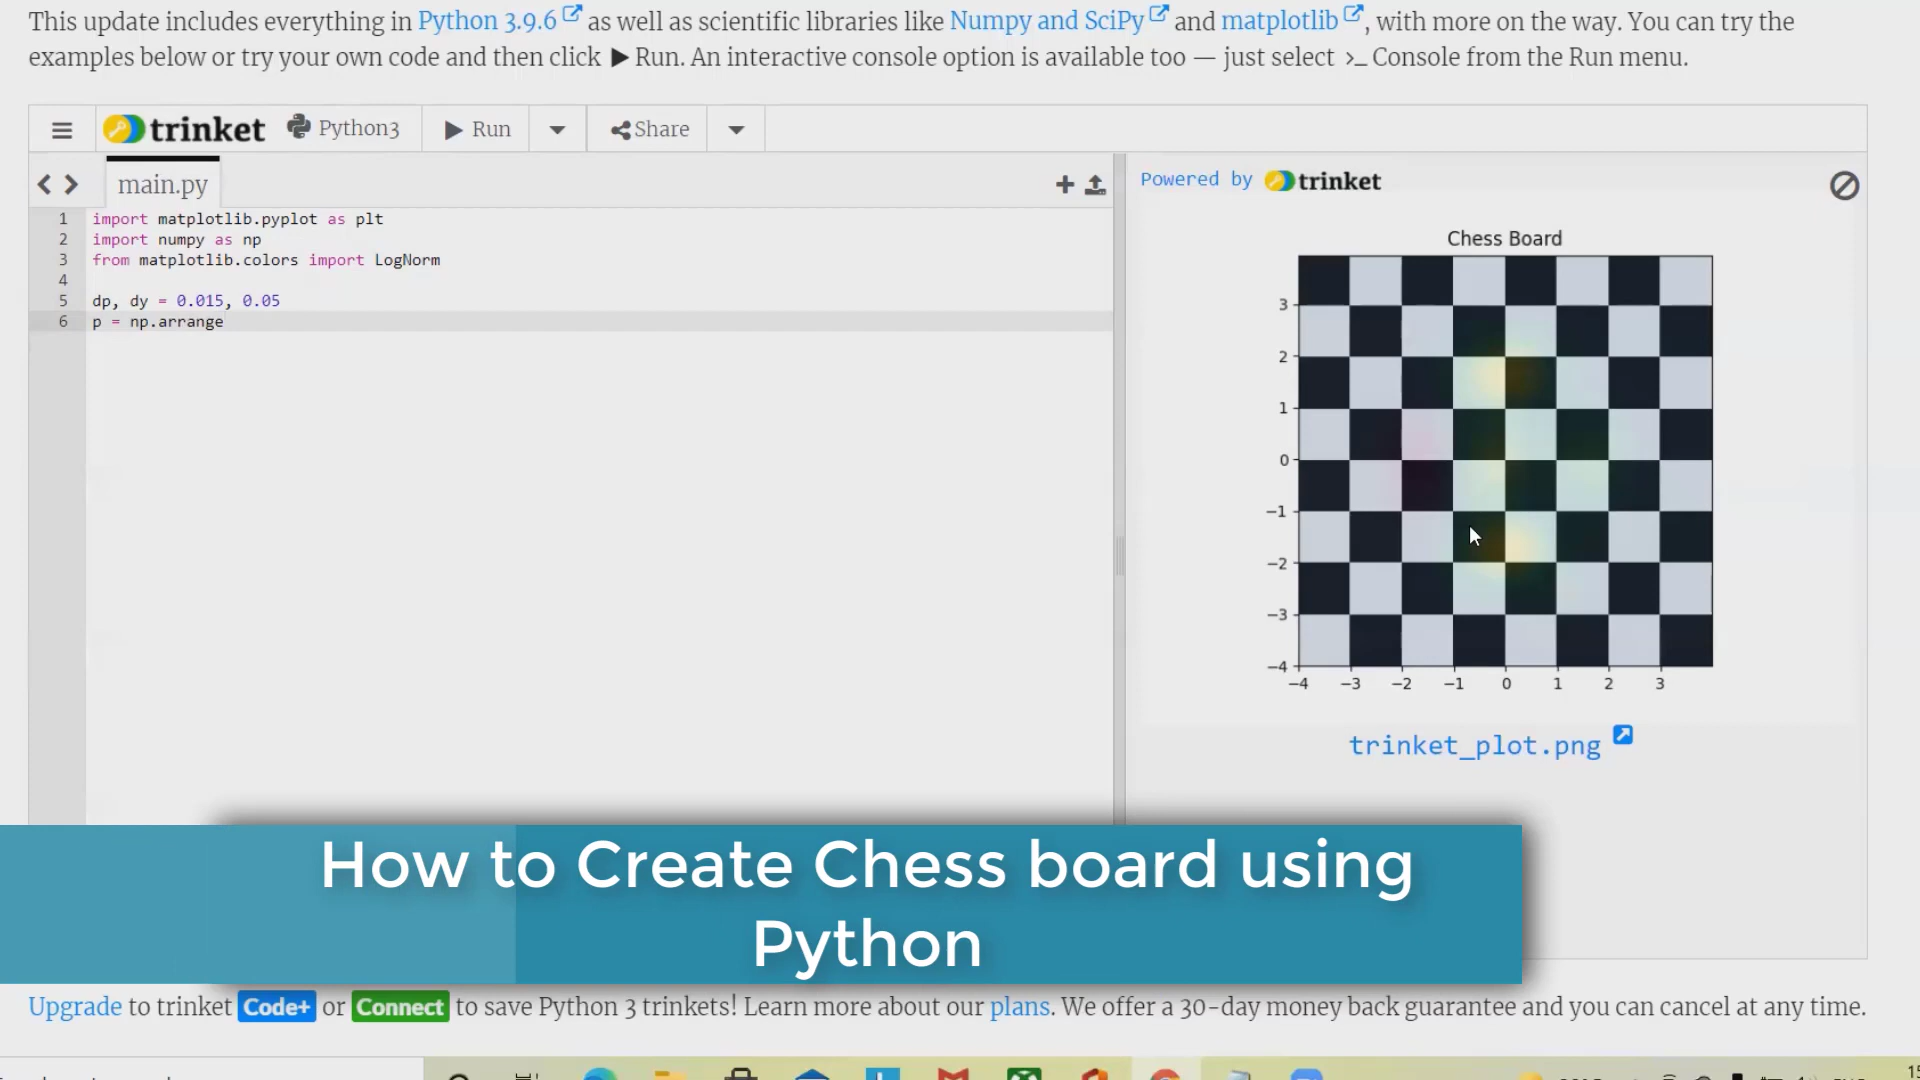 This update includes everything in Python 3.9.6 as well as scientific libraries like Numpy and SciPy and matplotlib , with more on the way. You can try the
examples below or try your own code and then click ▶ Run. An interactive console option is available too — just select >_ Console from the Run menu.
trinket Python3 Run Share
main.py
1 import matplotlib.pyplot as plt
2 import numpy as np
3 from matplotlib.colors import LogNorm
4
5 dp, dy = 0.015, 0.05
6 p = np.arrange
Powered by trinket
Chess Board
3
2
1
0
−1
−2
−3
−4
−4 −3 −2 −1 0 1 2 3
trinket_plot.png
How to Create Chess board using
Python
Upgrade to trinket Code+ or Connect to save Python 3 trinkets! Learn more about our plans. We offer a 30-day money back guarantee and you can cancel at any time.